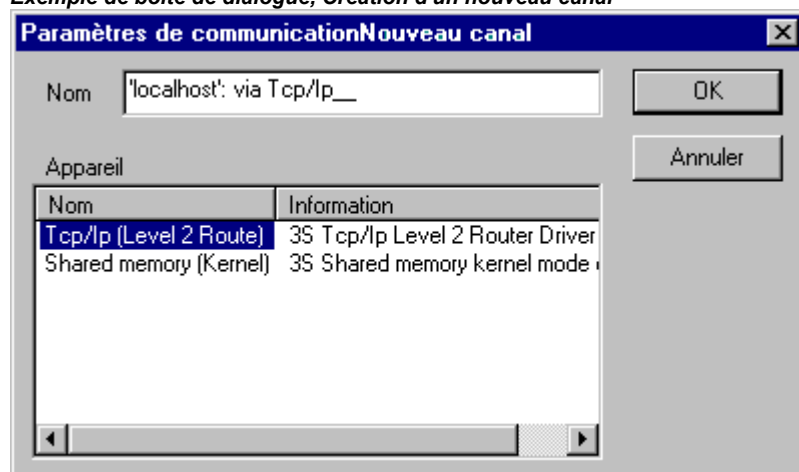 Exemple de boîte de dialogue, Création d'un nouveau canal
Paramètres de communicationNouveau canal
Nom 'localhost': via Tcp/Ip__ OK
Annuler
Appareil
Nom Information
Tcp/Ip (Level 2 Route) 3S Tcp/Ip Level 2 Router Driver
Shared memory (Kernel) 3S Shared memory kernel mode